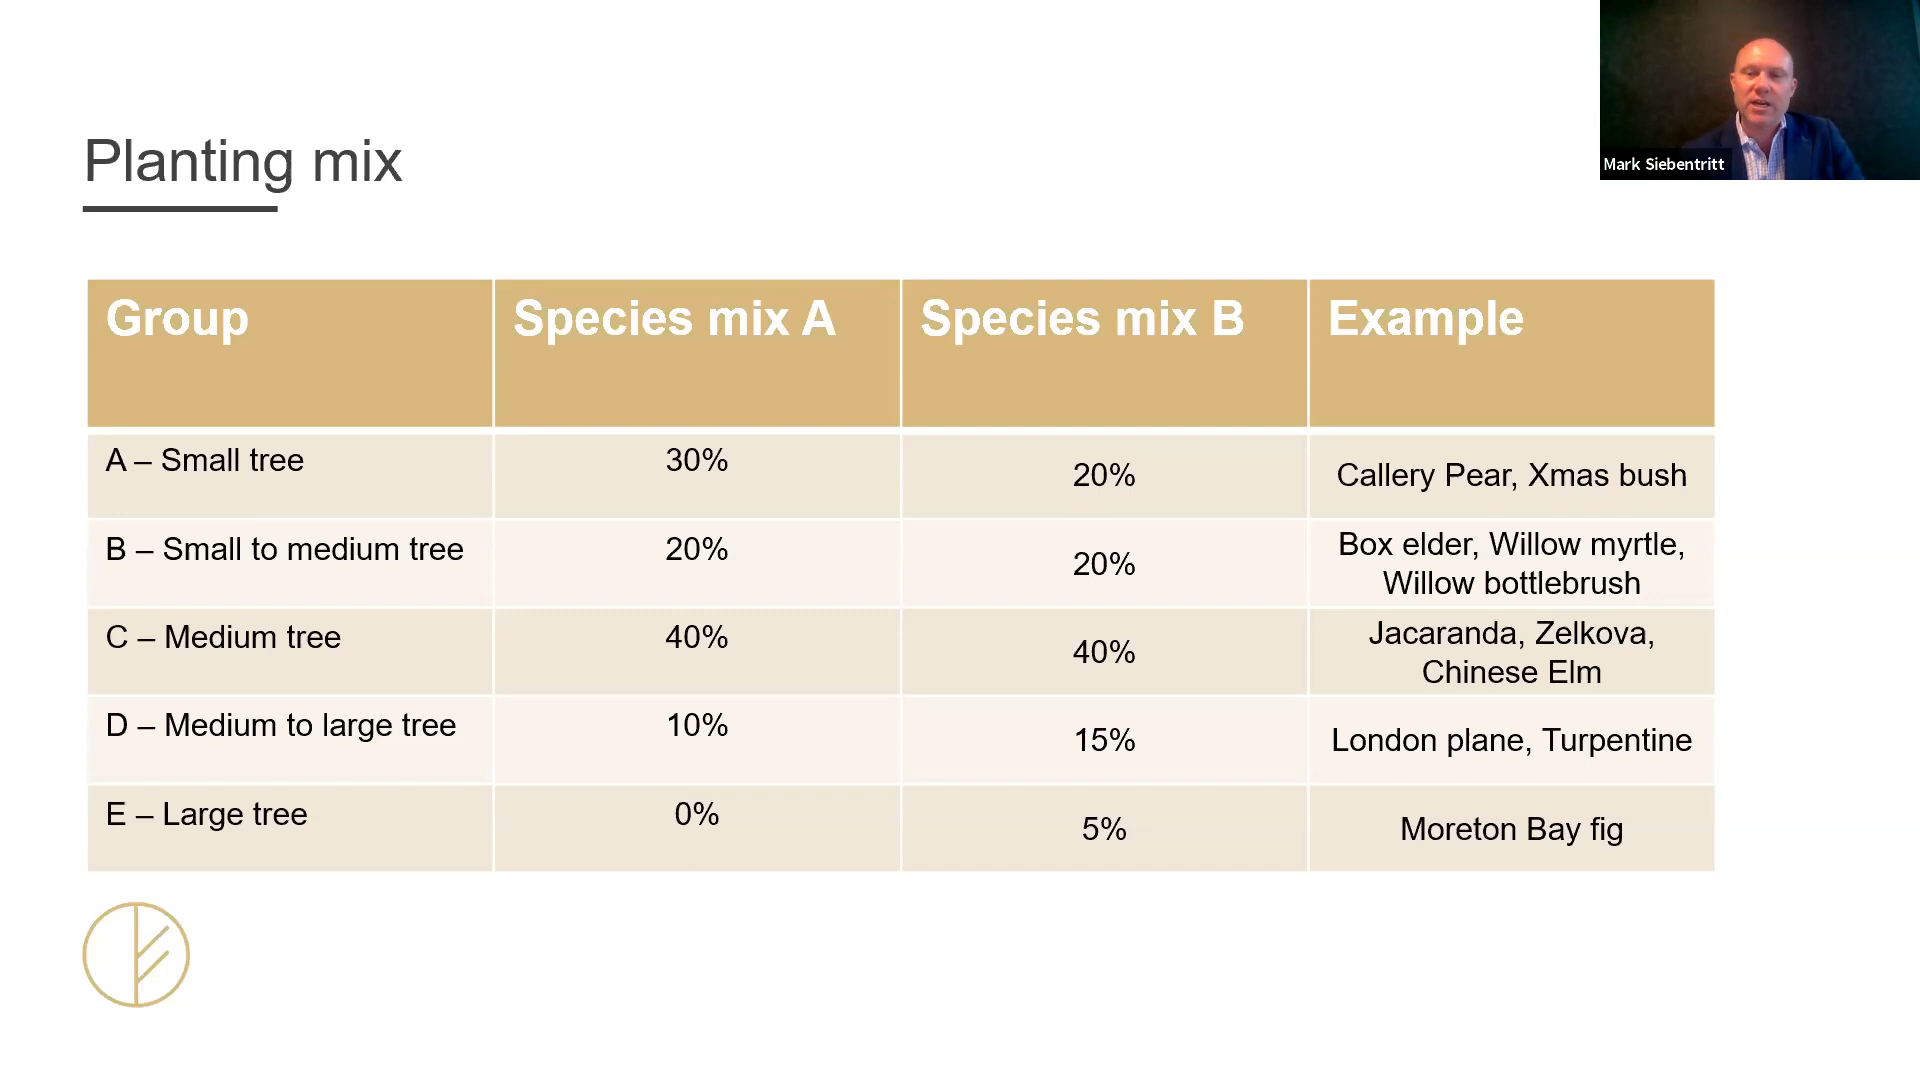 Mark Siebentritt
Planting mix
Group
Species mix A
Species mix B
Example
A – Small tree
30%
20%
Callery Pear, Xmas bush
B – Small to medium tree
20%
20%
Box elder, Willow myrtle,
Willow bottlebrush
C – Medium tree
40%
40%
Jacaranda, Zelkova,
Chinese Elm
D – Medium to large tree
10%
15%
London plane, Turpentine
E – Large tree
0%
5%
Moreton Bay fig